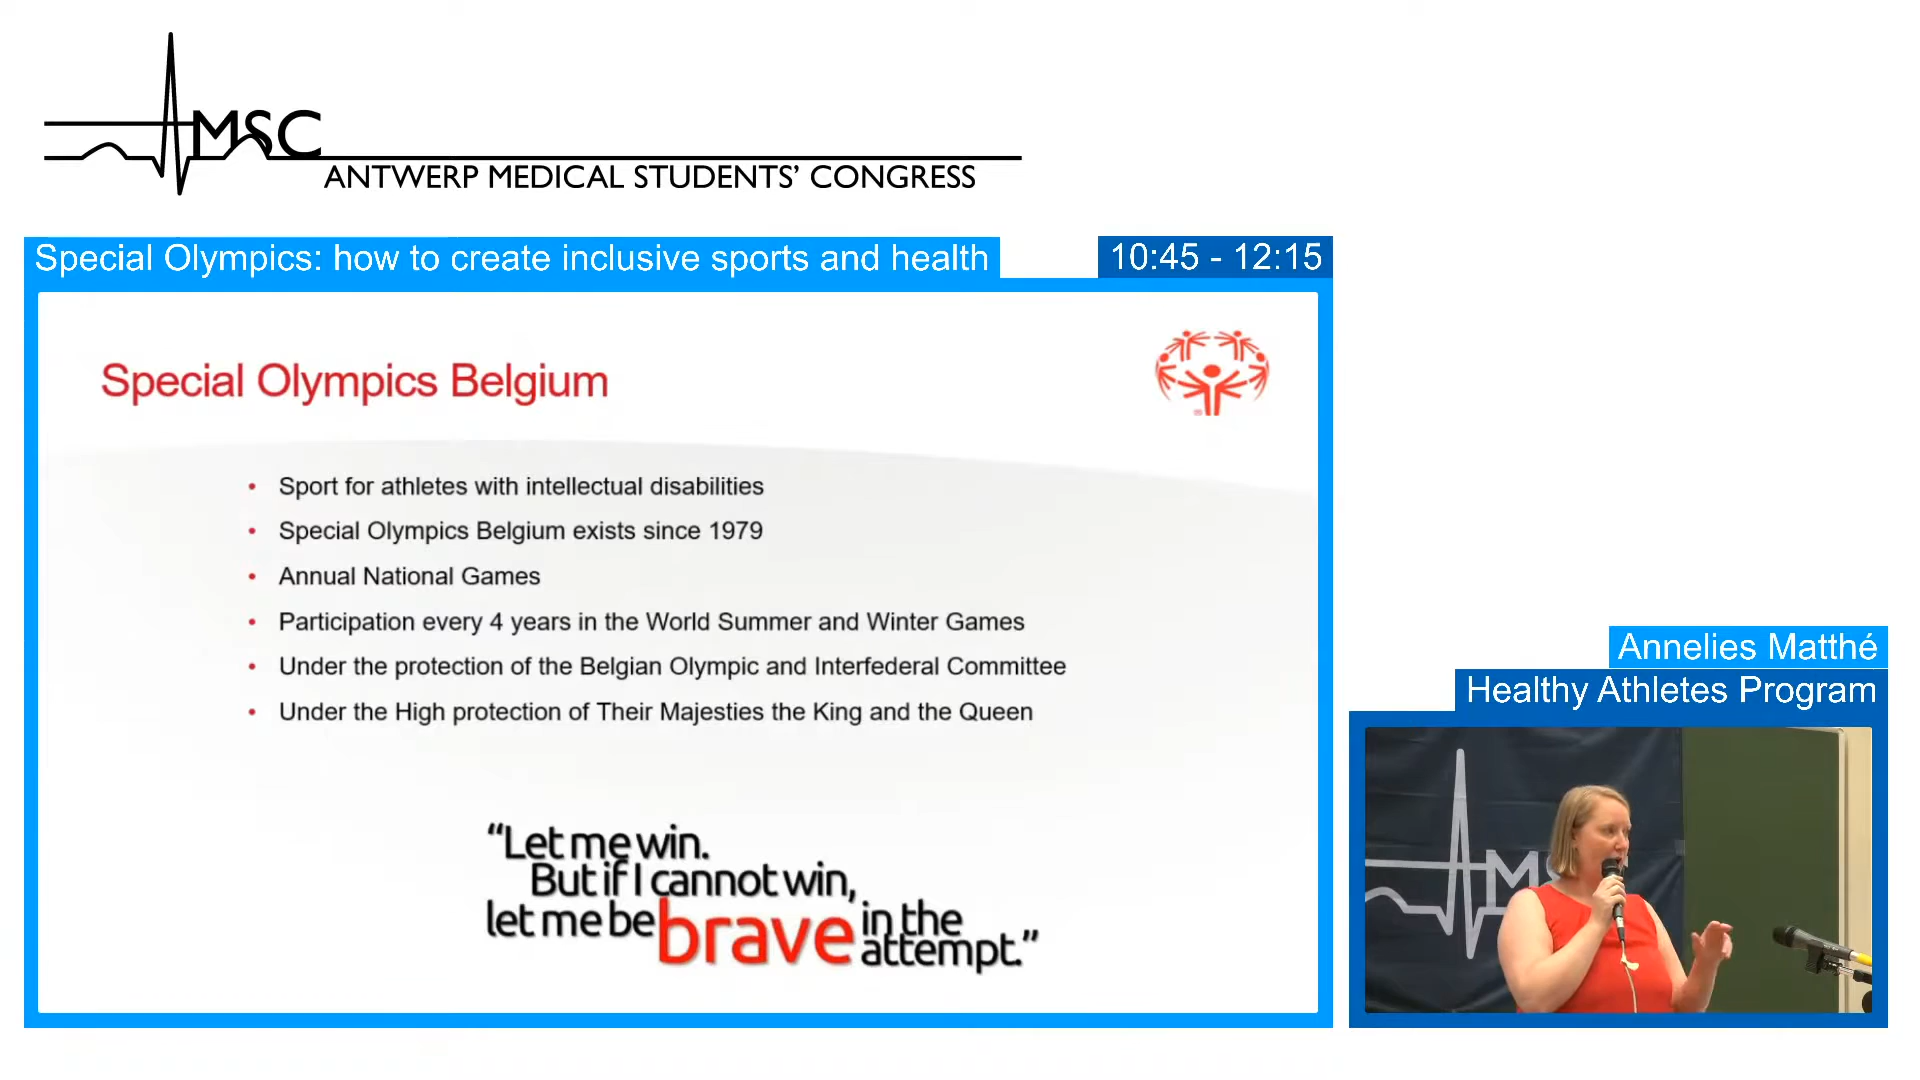 MSC
ANTWERP MEDICAL STUDENTS’ CONGRESS
Special Olympics: how to create inclusive sports and health
10:45 - 12:15
Special Olympics Belgium
• Sport for athletes with intellectual disabilities
• Special Olympics Belgium exists since 1979
• Annual National Games
• Participation every 4 years in the World Summer and Winter Games
• Under the protection of the Belgian Olympic and Interfederal Committee
• Under the High protection of Their Majesties the King and the Queen
“Let me win.
But if I cannot win,
let me be brave in the
attempt.”
Annelies Matthé
Healthy Athletes Program
MS